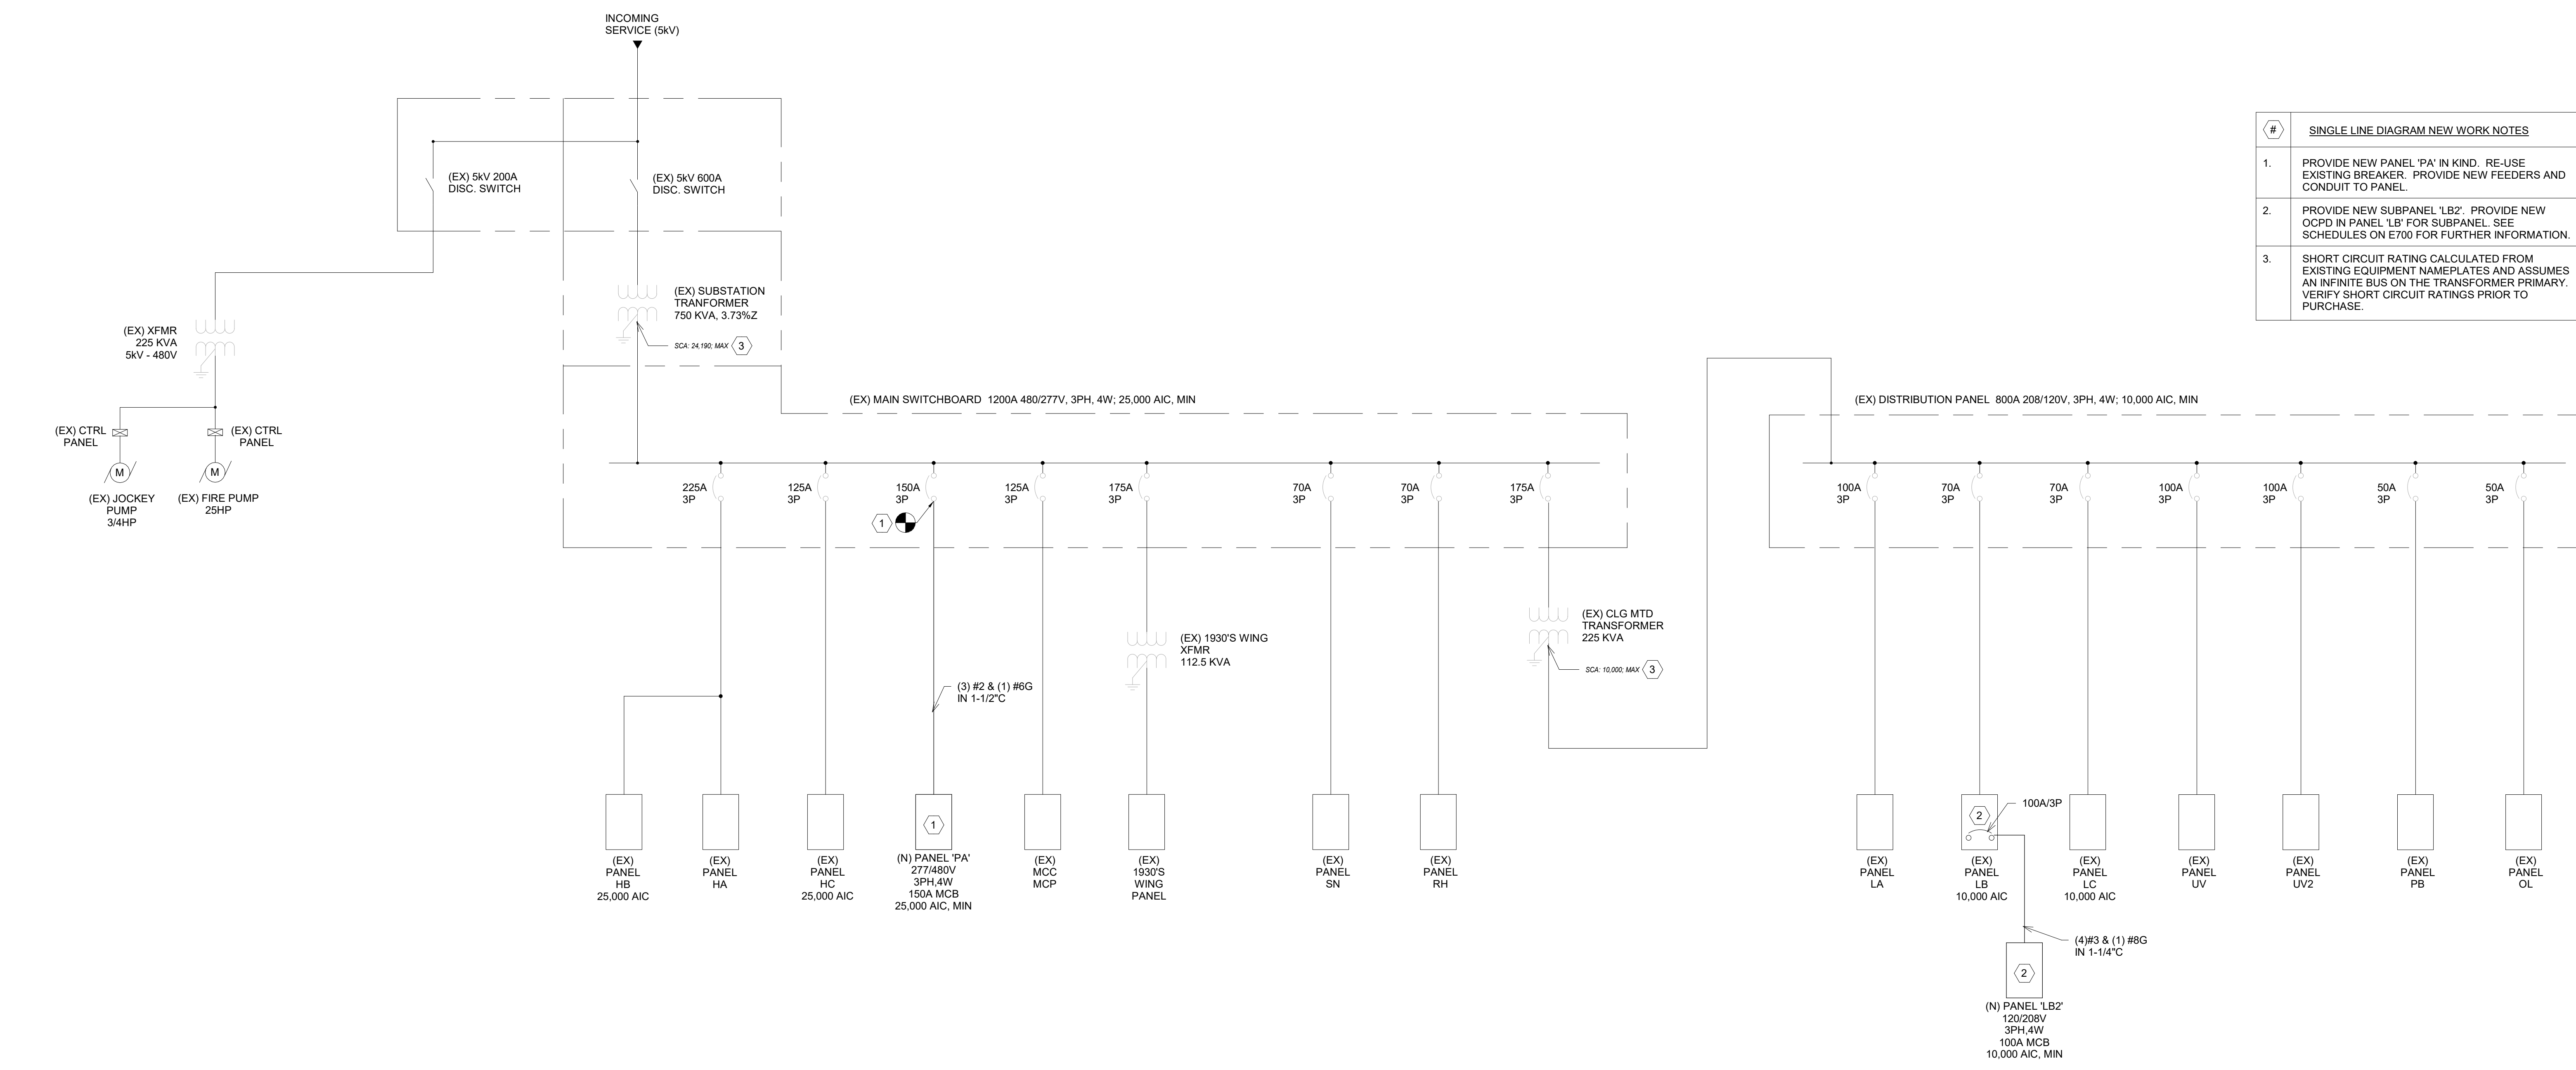 INCOMING
SERVICE (5kV)
(EX) 5kV 200A
DISC. SWITCH
(EX) 5kV 600A
DISC. SWITCH
#
SINGLE LINE DIAGRAM NEW WORK NOTES
1.
PROVIDE NEW PANEL 'PA' IN KIND. RE-USE
EXISTING BREAKER. PROVIDE NEW FEEDERS AND
CONDUIT TO PANEL.
2.
PROVIDE NEW SUBPANEL 'LB2'. PROVIDE NEW
OCPD IN PANEL 'LB' FOR SUBPANEL. SEE
SCHEDULES ON E700 FOR FURTHER INFORMATION.
3.
SHORT CIRCUIT RATING CALCULATED FROM
EXISTING EQUIPMENT NAMEPLATES AND ASSUMES
AN INFINITE BUS ON THE TRANSFORMER PRIMARY.
VERIFY SHORT CIRCUIT RATINGS PRIOR TO
PURCHASE.
(EX) SUBSTATION
TRANFORMER
750 KVA, 3.73%Z
SCA: 24,190; MAX
3
(EX) XFMR
225 KVA
5kV - 480V
(EX) CTRL
PANEL
(EX) CTRL
PANEL
M
M
(EX) JOCKEY
PUMP
3/4HP
(EX) FIRE PUMP
25HP
(EX) MAIN SWITCHBOARD 1200A 480/277V, 3PH, 4W; 25,000 AIC, MIN
225A
3P
125A
3P
150A
3P
125A
3P
175A
3P
70A
3P
70A
3P
175A
3P
1
(EX) DISTRIBUTION PANEL 800A 208/120V, 3PH, 4W; 10,000 AIC, MIN
100A
3P
70A
3P
70A
3P
100A
3P
100A
3P
50A
3P
50A
3P
(EX) 1930'S WING
XFMR
112.5 KVA
(EX) CLG MTD
TRANSFORMER
225 KVA
SCA: 10,000; MAX
3
(3) #2 & (1) #6G
IN 1-1/2"C
(EX)
PANEL
HB
25,000 AIC
(EX)
PANEL
HA
(EX)
PANEL
HC
25,000 AIC
1
(N) PANEL 'PA'
277/480V
3PH,4W
150A MCB
25,000 AIC, MIN
(EX)
MCC
MCP
(EX)
1930'S
WING
PANEL
(EX)
PANEL
SN
(EX)
PANEL
RH
(EX)
PANEL
LA
2
100A/3P
(EX)
PANEL
LB
10,000 AIC
(EX)
PANEL
LC
10,000 AIC
(EX)
PANEL
UV
(EX)
PANEL
UV2
(EX)
PANEL
PB
(EX)
PANEL
OL
(4)#3 & (1) #8G
IN 1-1/4"C
2
(N) PANEL 'LB2'
120/208V
3PH,4W
100A MCB
10,000 AIC, MIN